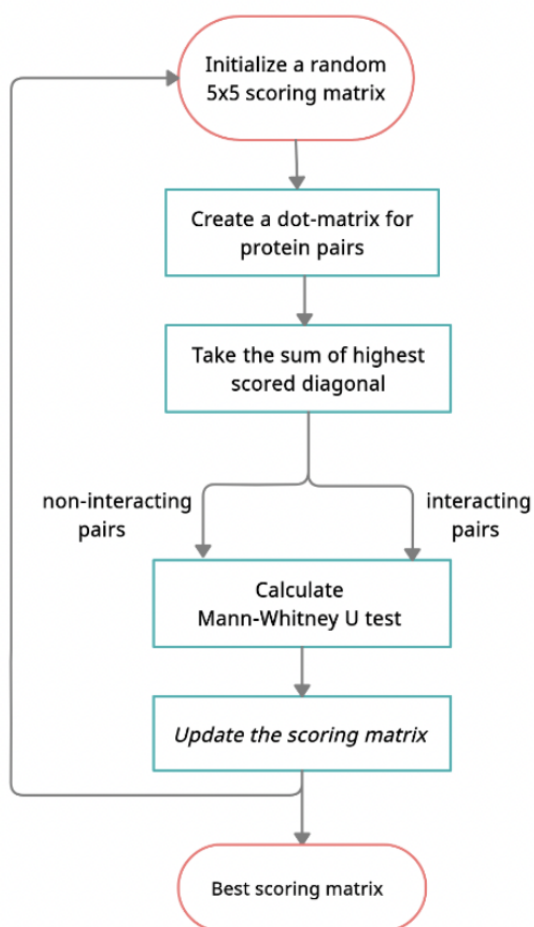 Initialize a random
5x5 scoring matrix
Create a dot-matrix for
protein pairs
Take the sum of highest
scored diagonal
non-interacting
pairs
interacting
pairs
Calculate
Mann-Whitney U test
Update the scoring matrix
Best scoring matrix